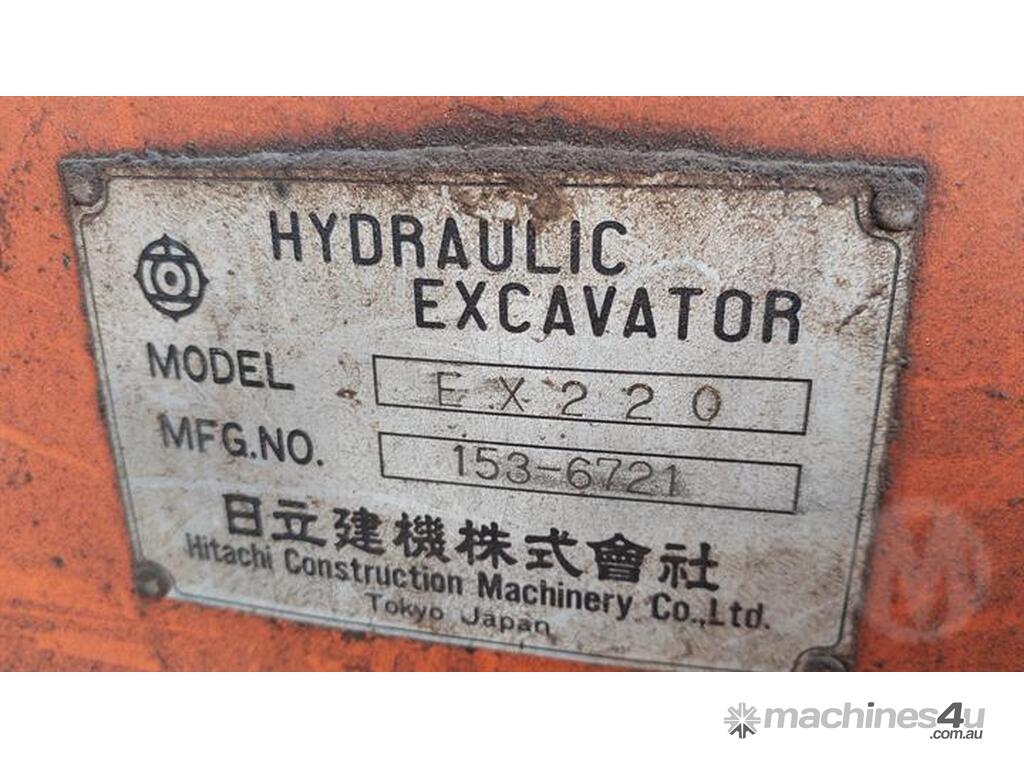 HYDRAULIC
EXCAVATOR
MODEL EX220
MFG.NO. 153-6721
日立建機株式會社
Hitachi Construction Machinery Co.,Ltd.
Tokyo Japan
machines4u
.com.au